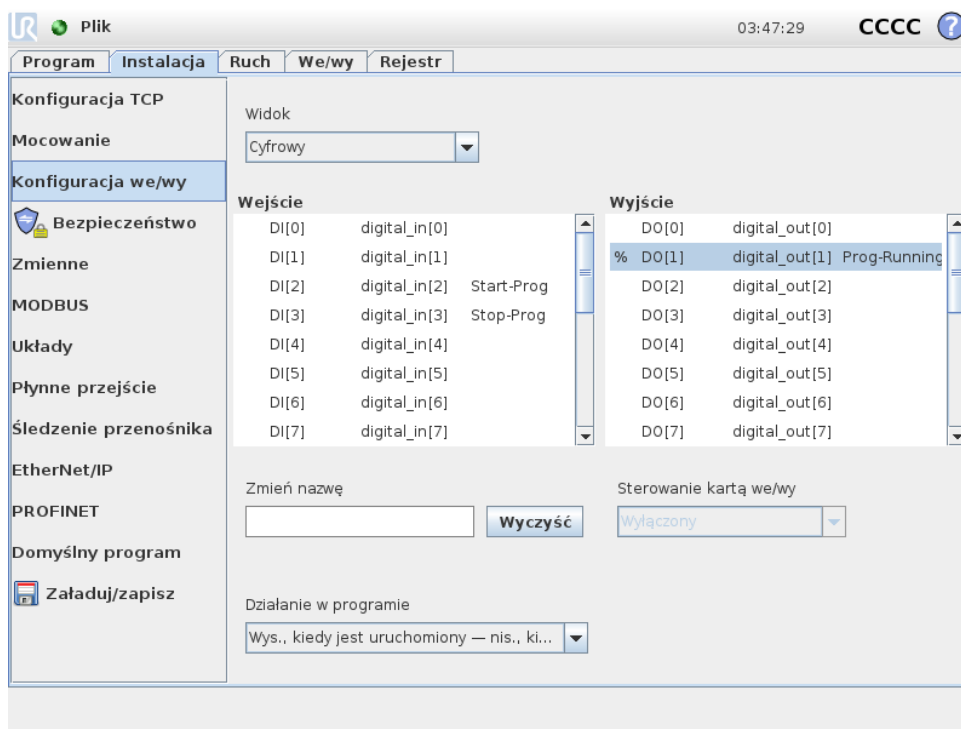 UR Plik 03:47:29 CCCC ?
Program Instalacja Ruch We/wy Rejestr
Konfiguracja TCP
Mocowanie
Konfiguracja we/wy
Bezpieczeństwo
Zmienne
MODBUS
Układy
Płynne przejście
Śledzenie przenośnika
EtherNet/IP
PROFINET
Domyślny program
Załaduj/zapisz
Widok
Cyfrowy
Wejście
DI[0] digital_in[0]
DI[1] digital_in[1]
DI[2] digital_in[2] Start-Prog
DI[3] digital_in[3] Stop-Prog
DI[4] digital_in[4]
DI[5] digital_in[5]
DI[6] digital_in[6]
DI[7] digital_in[7]
Wyjście
DO[0] digital_out[0]
% DO[1] digital_out[1] Prog-Running
DO[2] digital_out[2]
DO[3] digital_out[3]
DO[4] digital_out[4]
DO[5] digital_out[5]
DO[6] digital_out[6]
DO[7] digital_out[7]
Zmień nazwę
Wyczyść
Sterowanie kartą we/wy
Wyłączony
Działanie w programie
Wys., kiedy jest uruchomiony — nis., ki...